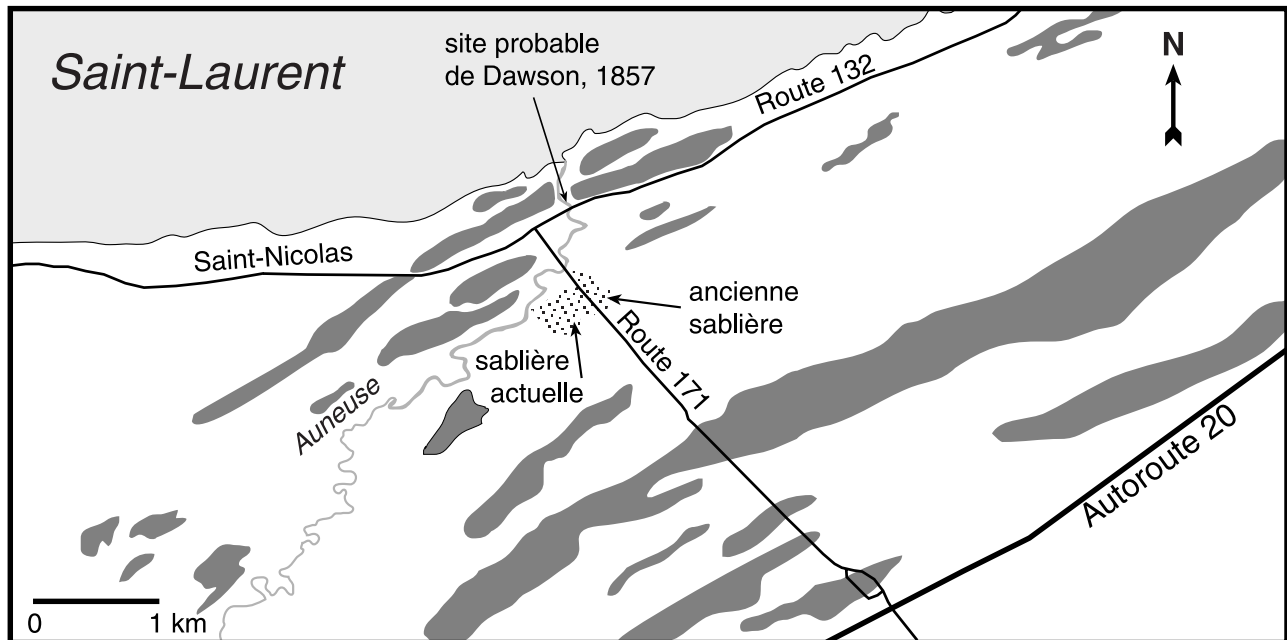 Saint-Laurent
site probable
de Dawson, 1857
Route 132
N
Saint-Nicolas
ancienne
sablière
Route 171
sablière
actuelle
Auneuse
Autoroute 20
0 1 km